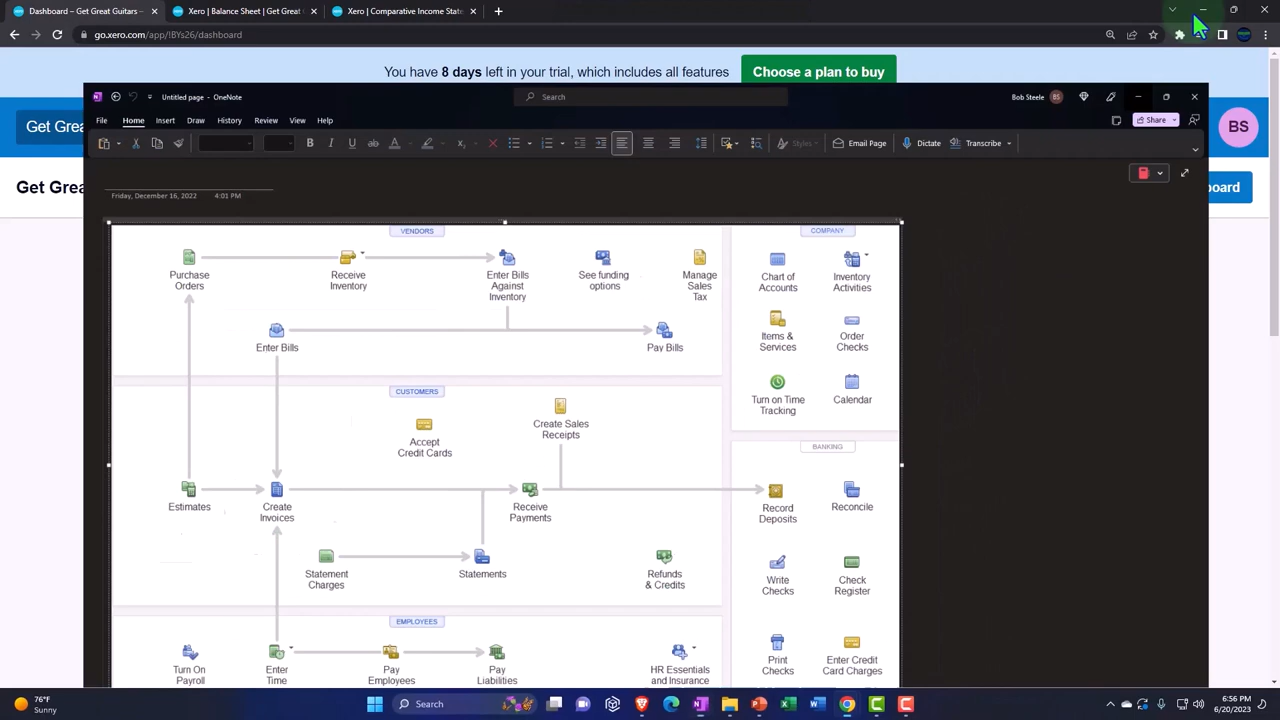 Dashboard – Get Great Guitars –
Xero | Balance Sheet | Get Great
Xero | Comparative Income State
go.xero.com/app/!BYs26/dashboard
You have 8 days left in your trial, which includes all features
Choose a plan to buy
Untitled page - OneNote
Search
Bob Steele
BS
Get Grea
BS
File
Home
Insert
Draw
History
Review
View
Help
Share
Styles
Email Page
Dictate
Transcribe
Get Grea
board
Friday, December 16, 2022
4:01 PM
VENDORS
COMPANY
Purchase
Orders
Receive
Inventory
Enter Bills
Against
Inventory
See funding
options
Manage
Sales
Tax
Chart of
Accounts
Inventory
Activities
Enter Bills
Pay Bills
Items &
Services
Order
Checks
CUSTOMERS
Turn on Time
Tracking
Calendar
Accept
Credit Cards
Create Sales
Receipts
BANKING
Estimates
Create
Invoices
Receive
Payments
Record
Deposits
Reconcile
Statement
Charges
Statements
Refunds
& Credits
Write
Checks
Check
Register
EMPLOYEES
Turn On
Payroll
Enter
Time
Pay
Employees
Pay
Liabilities
HR Essentials
and Insurance
Print
Checks
Enter Credit
Card Charges
76°F
Sunny
Search
6:56 PM
6/20/2023